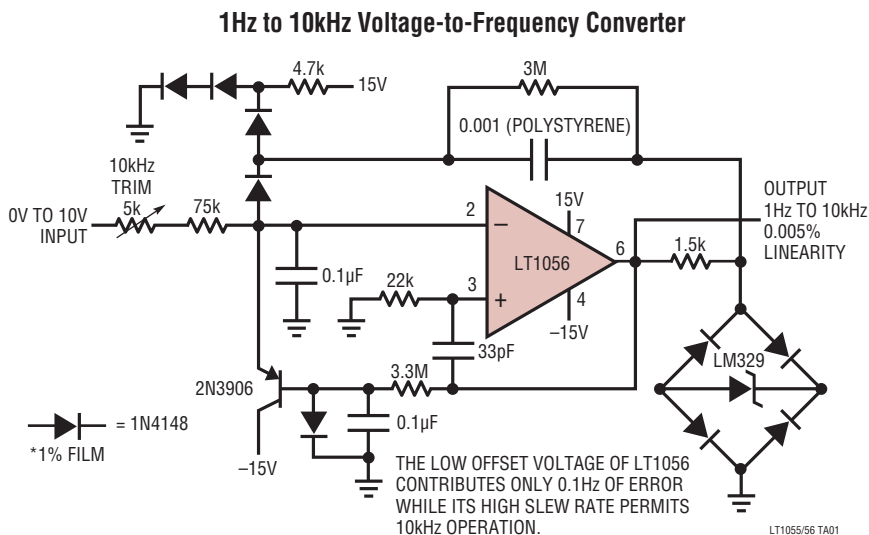 1Hz to 10kHz Voltage-to-Frequency Converter
4.7k
15V
3M
0.001 (POLYSTYRENE)
10kHz
TRIM
5k
75k
0V TO 10V
INPUT
2
15V
7
6
LT1056
OUTPUT
1Hz TO 10kHz
0.005%
LINEARITY
1.5k
0.1µF
22k
3
4
–15V
33pF
LM329
3.3M
2N3906
0.1µF
= 1N4148
*1% FILM
–15V
THE LOW OFFSET VOLTAGE OF LT1056
CONTRIBUTES ONLY 0.1Hz OF ERROR
WHILE ITS HIGH SLEW RATE PERMITS
10kHz OPERATION.
LT1055/56 TA01